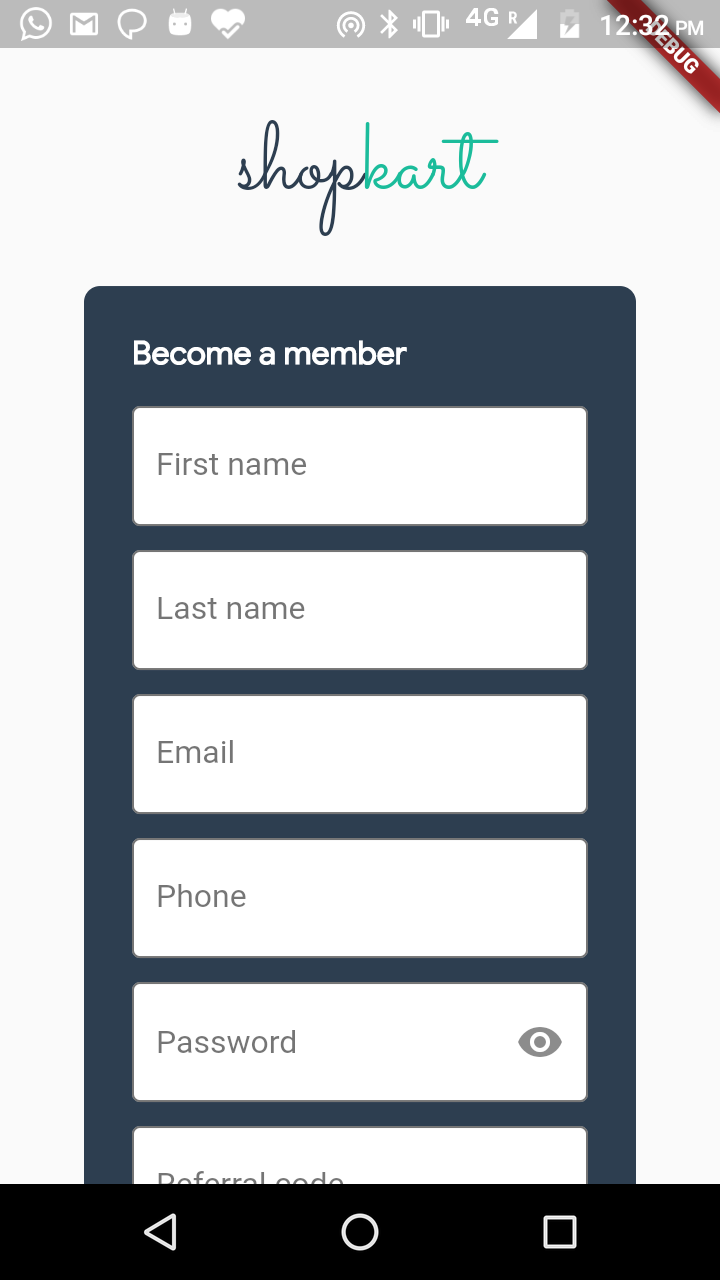 4G R 12:32 PM
DEBUG
shopkart
Become a member
First name
Last name
Email
Phone
Password
Referral code